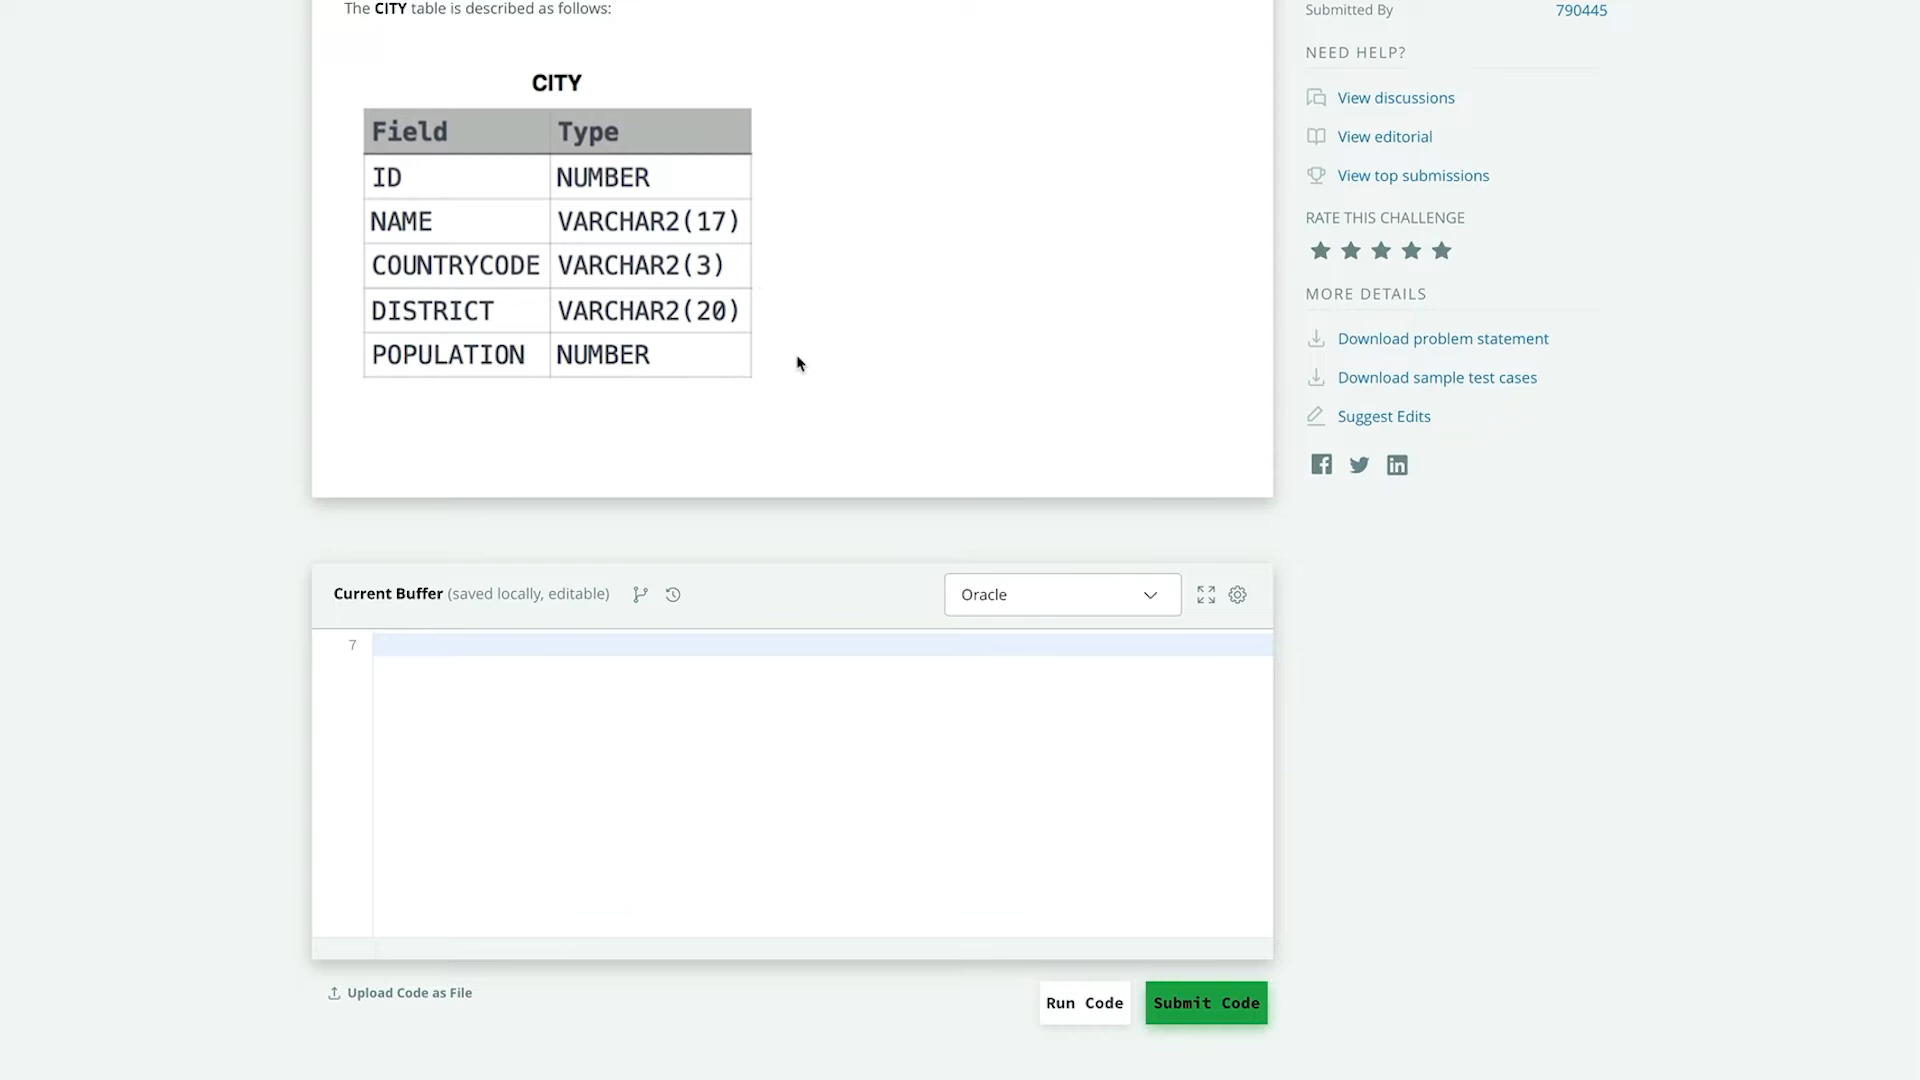 The CITY table is described as follows:
CITY
Field Type
ID NUMBER
NAME VARCHAR2(17)
COUNTRYCODE VARCHAR2(3)
DISTRICT VARCHAR2(20)
POPULATION NUMBER
Submitted By 790445
NEED HELP?
View discussions
View editorial
View top submissions
RATE THIS CHALLENGE
MORE DETAILS
Download problem statement
Download sample test cases
Suggest Edits
Current Buffer (saved locally, editable)
Oracle
7
Upload Code as File
Run Code
Submit Code